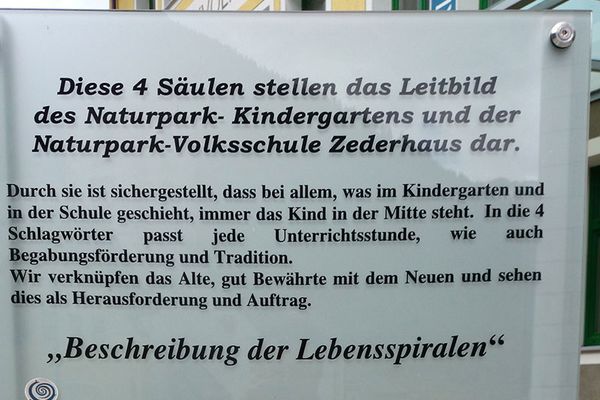 Diese 4 Säulen stellen das Leitbild
des Naturpark- Kindergartens und der
Naturpark-Volksschule Zederhaus dar.
Durch sie ist sichergestellt, dass bei allem, was im Kindergarten und
in der Schule geschieht, immer das Kind in der Mitte steht. In die 4
Schlagwörter passt jede Unterrichtsstunde, wie auch
Begabungsförderung und Tradition.
Wir verknüpfen das Alte, gut Bewährte mit dem Neuen und sehen
dies als Herausforderung und Auftrag.
„Beschreibung der Lebensspiralen“